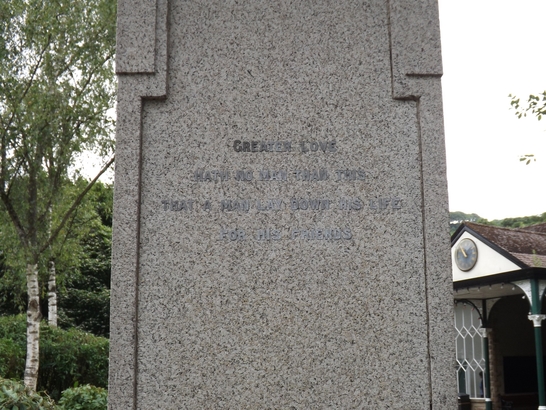 GREATER LOVE
HATH NO MAN THAN THIS
THAT A MAN LAY DOWN HIS LIFE
FOR HIS FRIENDS